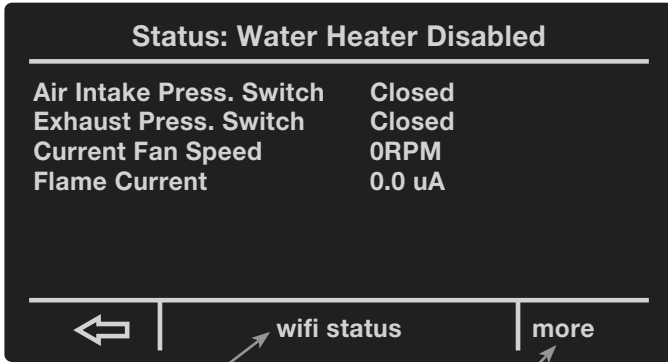 Status: Water Heater Disabled
Air Intake Press. Switch Closed
Exhaust Press. Switch Closed
Current Fan Speed 0RPM
Flame Current 0.0 uA
wifi status more